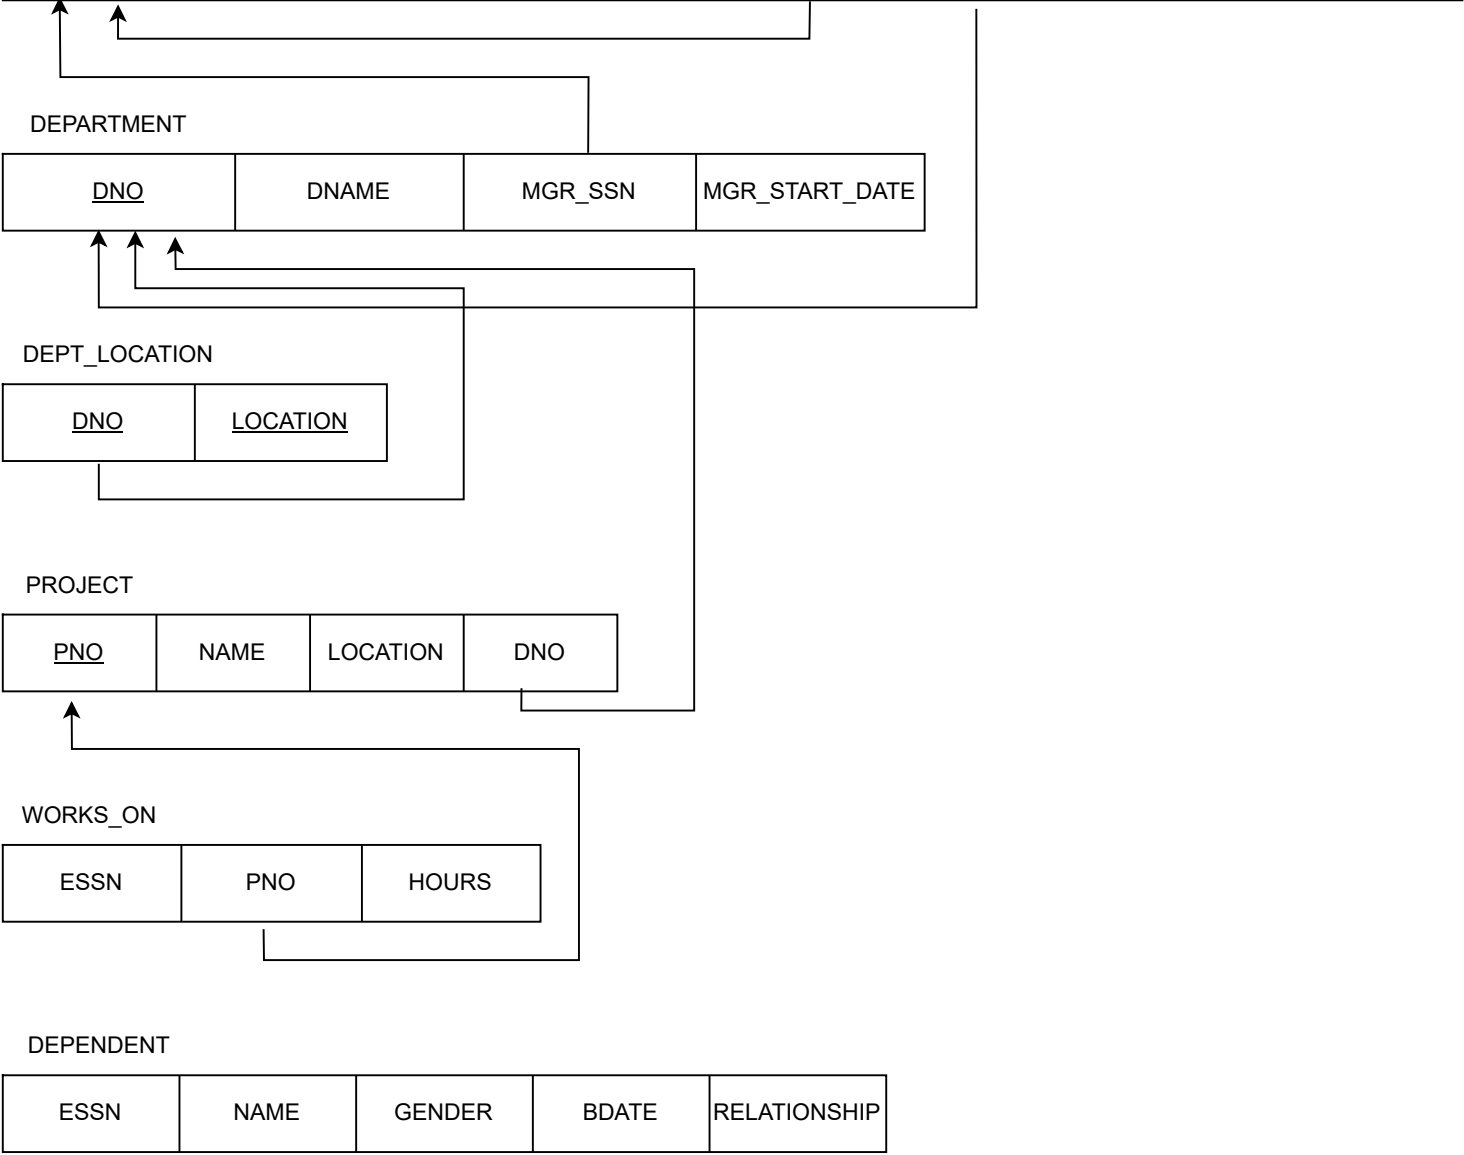 DEPARTMENT
DNO DNAME MGR_SSN MGR_START_DATE
DEPT_LOCATION
DNO LOCATION
PROJECT
PNO NAME LOCATION DNO
WORKS_ON
ESSN PNO HOURS
DEPENDENT
ESSN NAME GENDER BDATE RELATIONSHIP